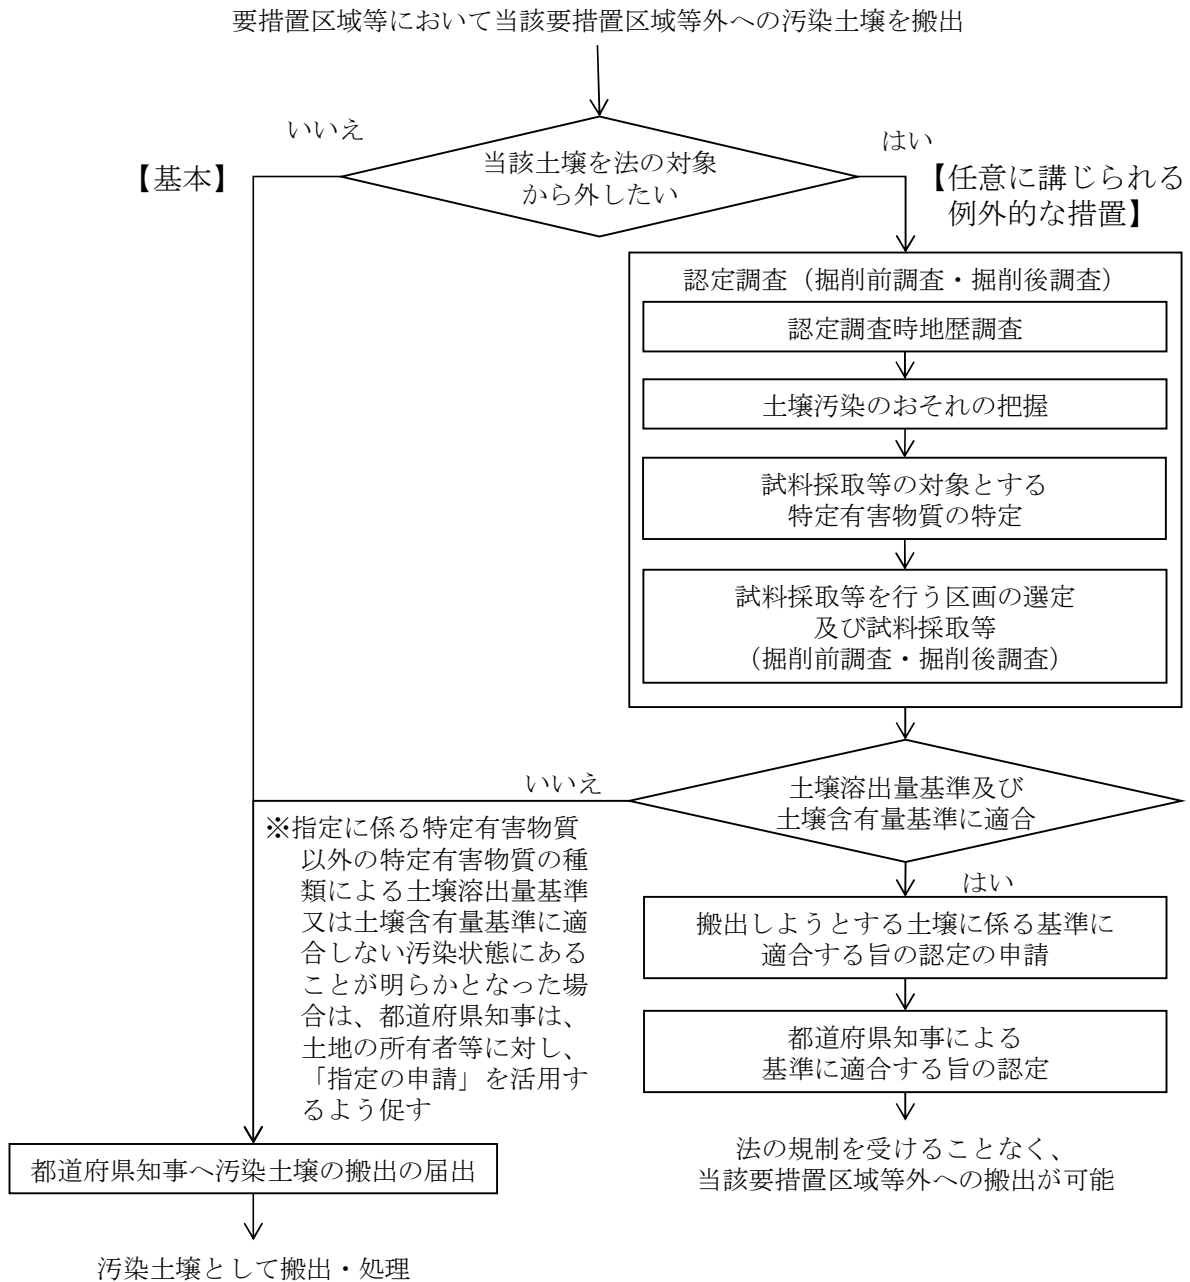 要措置区域等において当該要措置区域等外への汚染土壌を搬出
いいえ
はい
【基本】
当該土壌を法の対象
から外したい
【任意に講じられる
例外的な措置】
認定調査（掘削前調査・掘削後調査）
認定調査時地歴調査
土壌汚染のおそれの把握
試料採取等の対象とする
特定有害物質の特定
試料採取等を行う区画の選定
及び試料採取等
（掘削前調査・掘削後調査）
いいえ
土壌溶出量基準及び
土壌含有量基準に適合
※指定に係る特定有害物質
以外の特定有害物質の種
類による土壌溶出量基準
又は土壌含有量基準に適
合しない汚染状態にある
ことが明らかとなった場
合は、都道府県知事は、
土地の所有者等に対し、
「指定の申請」を活用す
るよう促す
はい
搬出しようとする土壌に係る基準に
適合する旨の認定の申請
都道府県知事による
基準に適合する旨の認定
法の規制を受けることなく、
当該要措置区域等外への搬出が可能
都道府県知事へ汚染土壌の搬出の届出
汚染土壌として搬出・処理